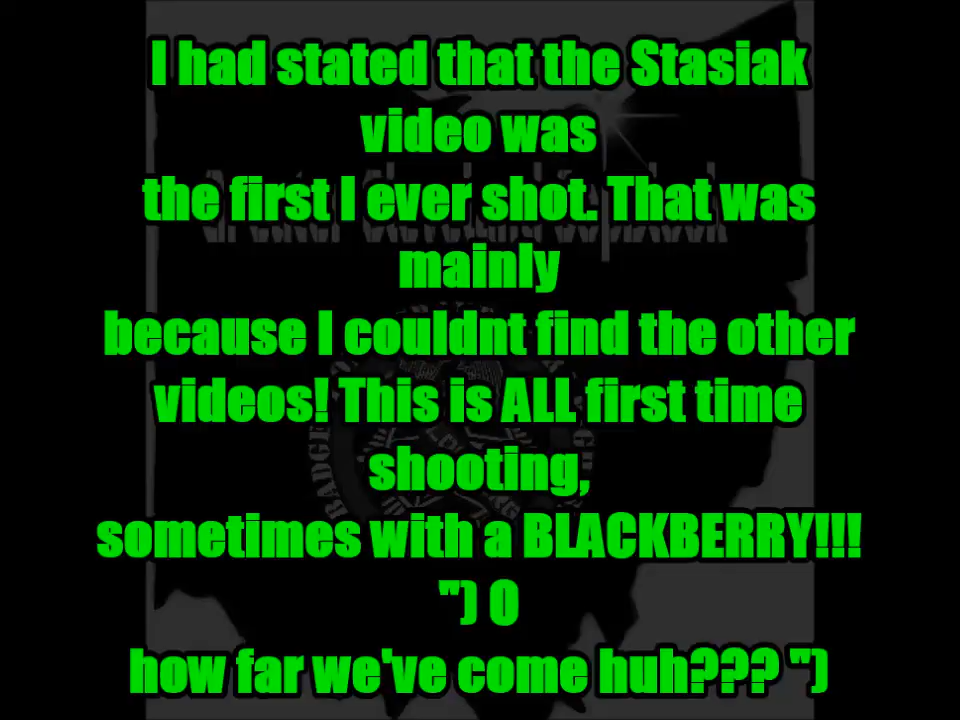 I had stated that the Stasiak
video was
the first I ever shot. That was
mainly
because I couldnt find the other
videos! This is ALL first time
shooting,
sometimes with a BLACKBERRY!!!
") O
how far we've come huh??? ")